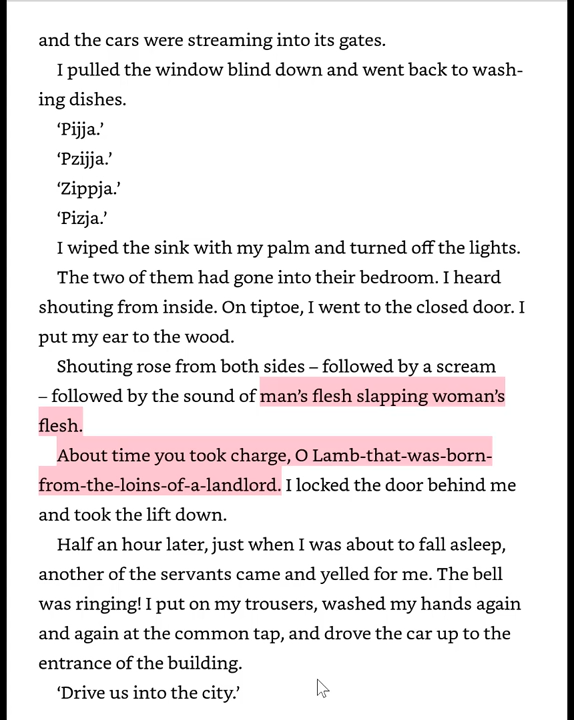 and the cars were streaming into its gates.
I pulled the window blind down and went back to wash-
ing dishes.
‘Pijja.’
‘Pzijja.’
‘Zippja.’
‘Pizja.’
I wiped the sink with my palm and turned off the lights.
The two of them had gone into their bedroom. I heard
shouting from inside. On tiptoe, I went to the closed door. I
put my ear to the wood.
Shouting rose from both sides – followed by a scream
– followed by the sound of man’s flesh slapping woman’s
flesh.
About time you took charge, O Lamb-that-was-born-
from-the-loins-of-a-landlord. I locked the door behind me
and took the lift down.
Half an hour later, just when I was about to fall asleep,
another of the servants came and yelled for me. The bell
was ringing! I put on my trousers, washed my hands again
and again at the common tap, and drove the car up to the
entrance of the building.
‘Drive us into the city.’